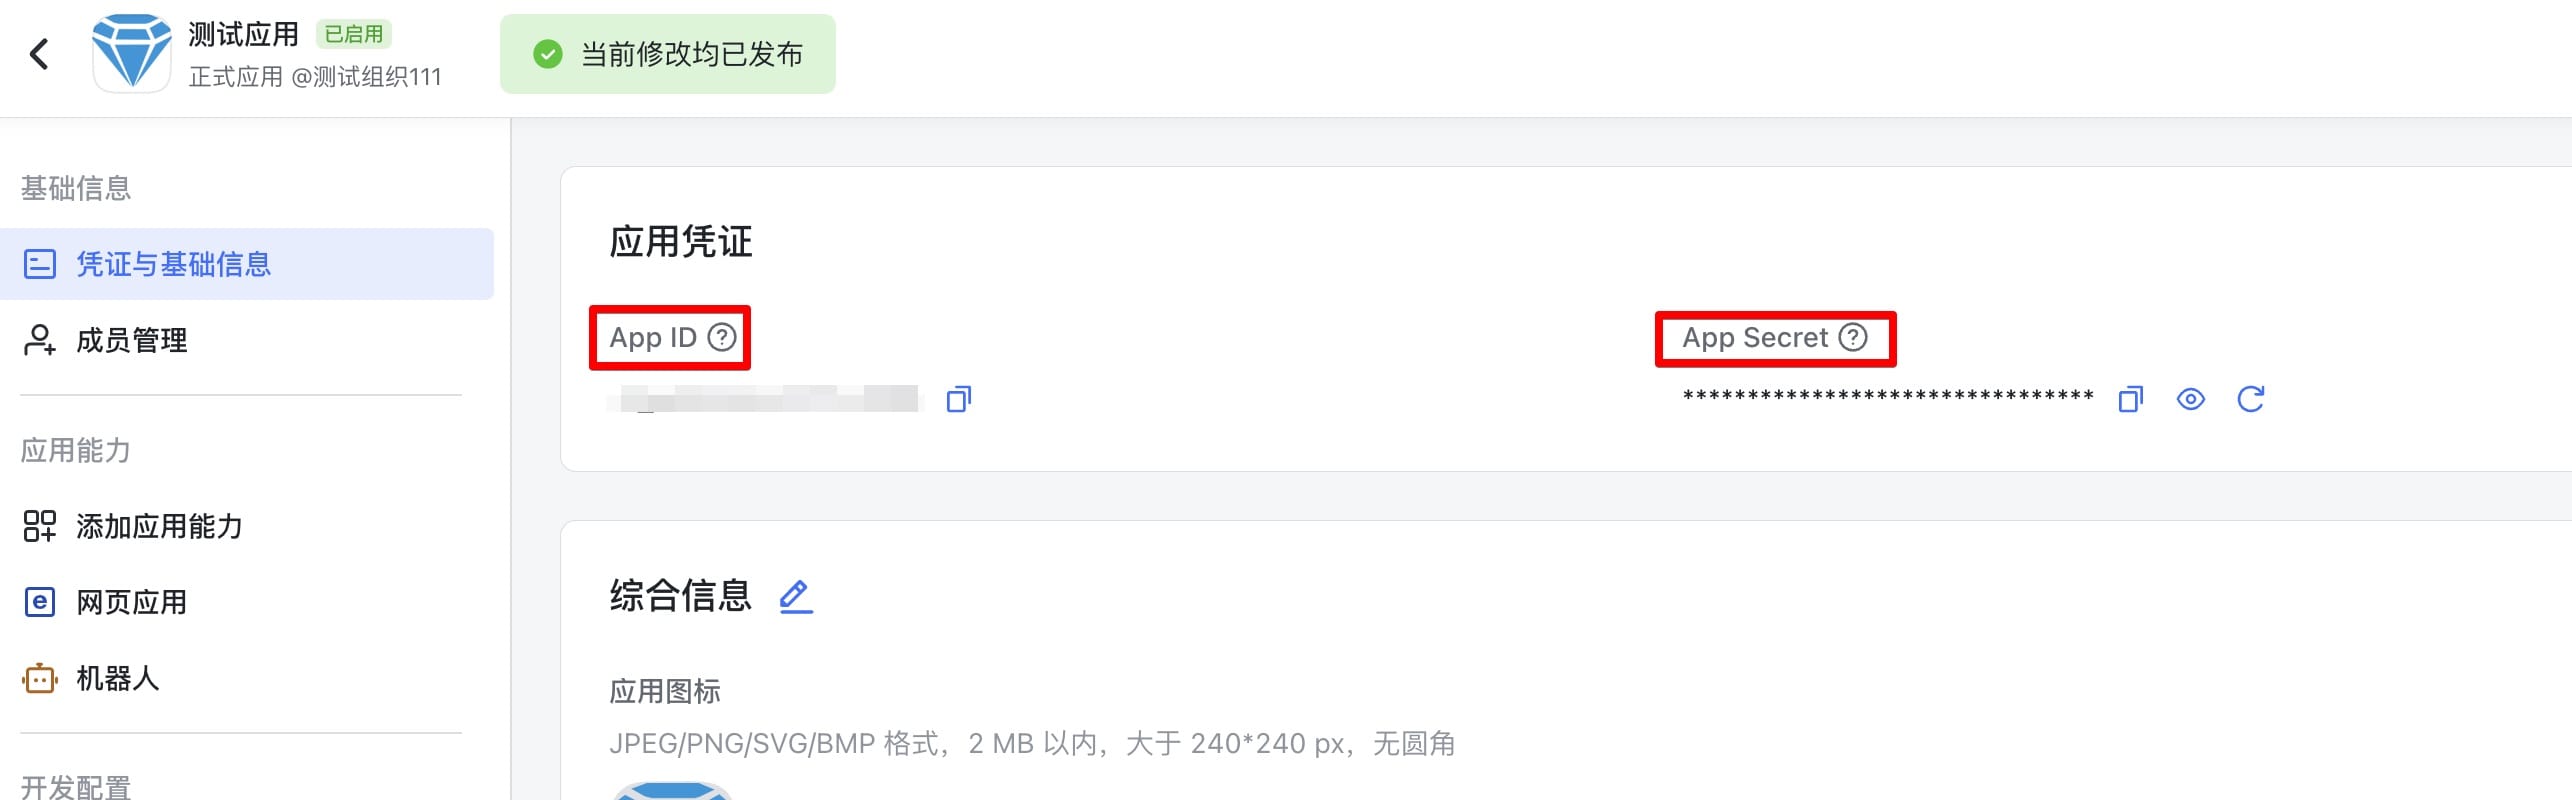 测试应用 已启用
正式应用 @测试组织111
当前修改均已发布
基础信息
凭证与基础信息
成员管理
应用能力
添加应用能力
网页应用
机器人
开发配置
应用凭证
App ID
App Secret
********************************
综合信息
应用图标
JPEG/PNG/SVG/BMP 格式，2 MB 以内，大于 240*240 px，无圆角